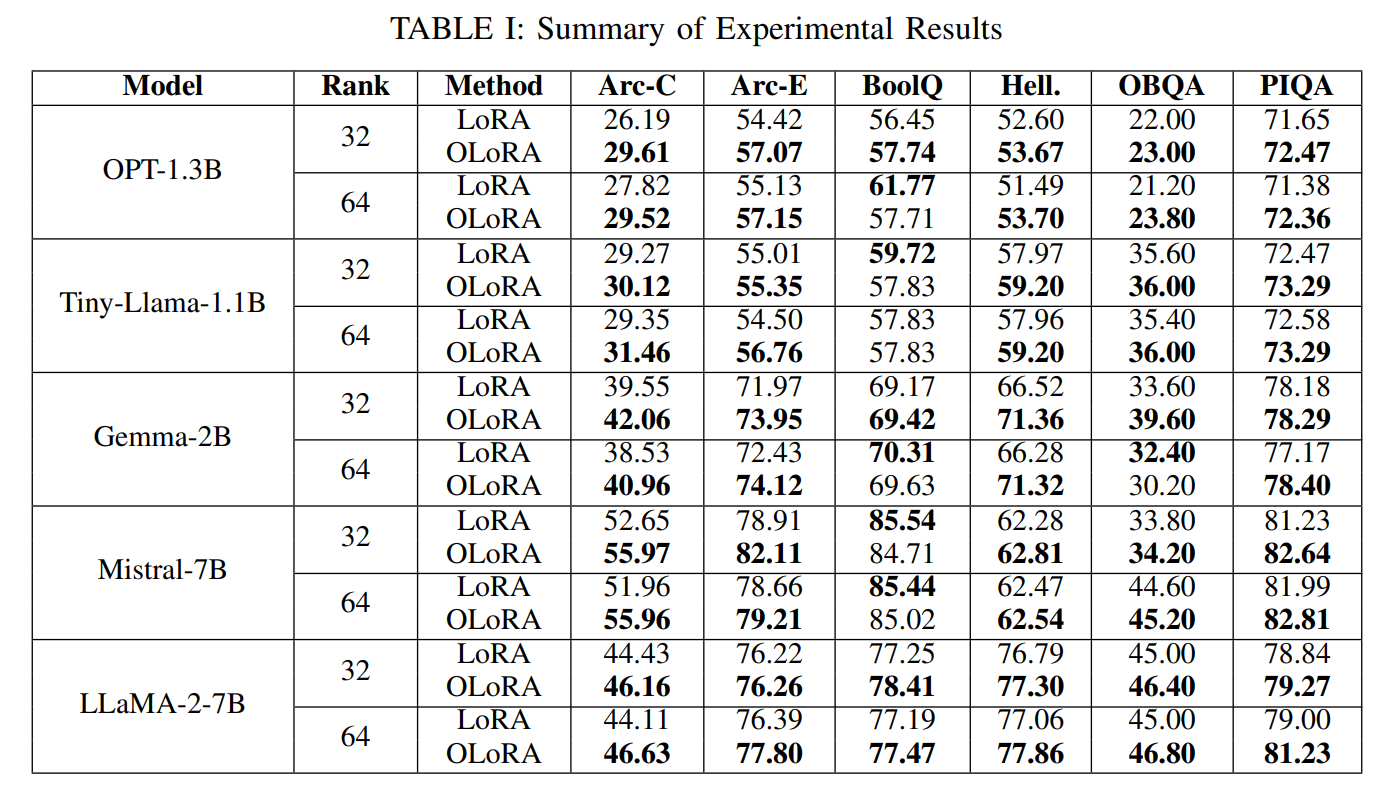 TABLE I: Summary of Experimental Results
Model Rank Method Arc-C Arc-E BoolQ Hell. OBQA PIQA
OPT-1.3B
32
LoRA 26.19 54.42 56.45 52.60 22.00 71.65
OLoRA 29.61 57.07 57.74 53.67 23.00 72.47
64
LoRA 27.82 55.13 61.77 51.49 21.20 71.38
OLoRA 29.52 57.15 57.71 53.70 23.80 72.36
Tiny-Llama-1.1B
32
LoRA 29.27 55.01 59.72 57.97 35.60 72.47
OLoRA 30.12 55.35 57.83 59.20 36.00 73.29
64
LoRA 29.35 54.50 57.83 57.96 35.40 72.58
OLoRA 31.46 56.76 57.83 59.20 36.00 73.29
Gemma-2B
32
LoRA 39.55 71.97 69.17 66.52 33.60 78.18
OLoRA 42.06 73.95 69.42 71.36 39.60 78.29
64
LoRA 38.53 72.43 70.31 66.28 32.40 77.17
OLoRA 40.96 74.12 69.63 71.32 30.20 78.40
Mistral-7B
32
LoRA 52.65 78.91 85.54 62.28 33.80 81.23
OLoRA 55.97 82.11 84.71 62.81 34.20 82.64
64
LoRA 51.96 78.66 85.44 62.47 44.60 81.99
OLoRA 55.96 79.21 85.02 62.54 45.20 82.81
LLaMA-2-7B
32
LoRA 44.43 76.22 77.25 76.79 45.00 78.84
OLoRA 46.16 76.26 78.41 77.30 46.40 79.27
64
LoRA 44.11 76.39 77.19 77.06 45.00 79.00
OLoRA 46.63 77.80 77.47 77.86 46.80 81.23